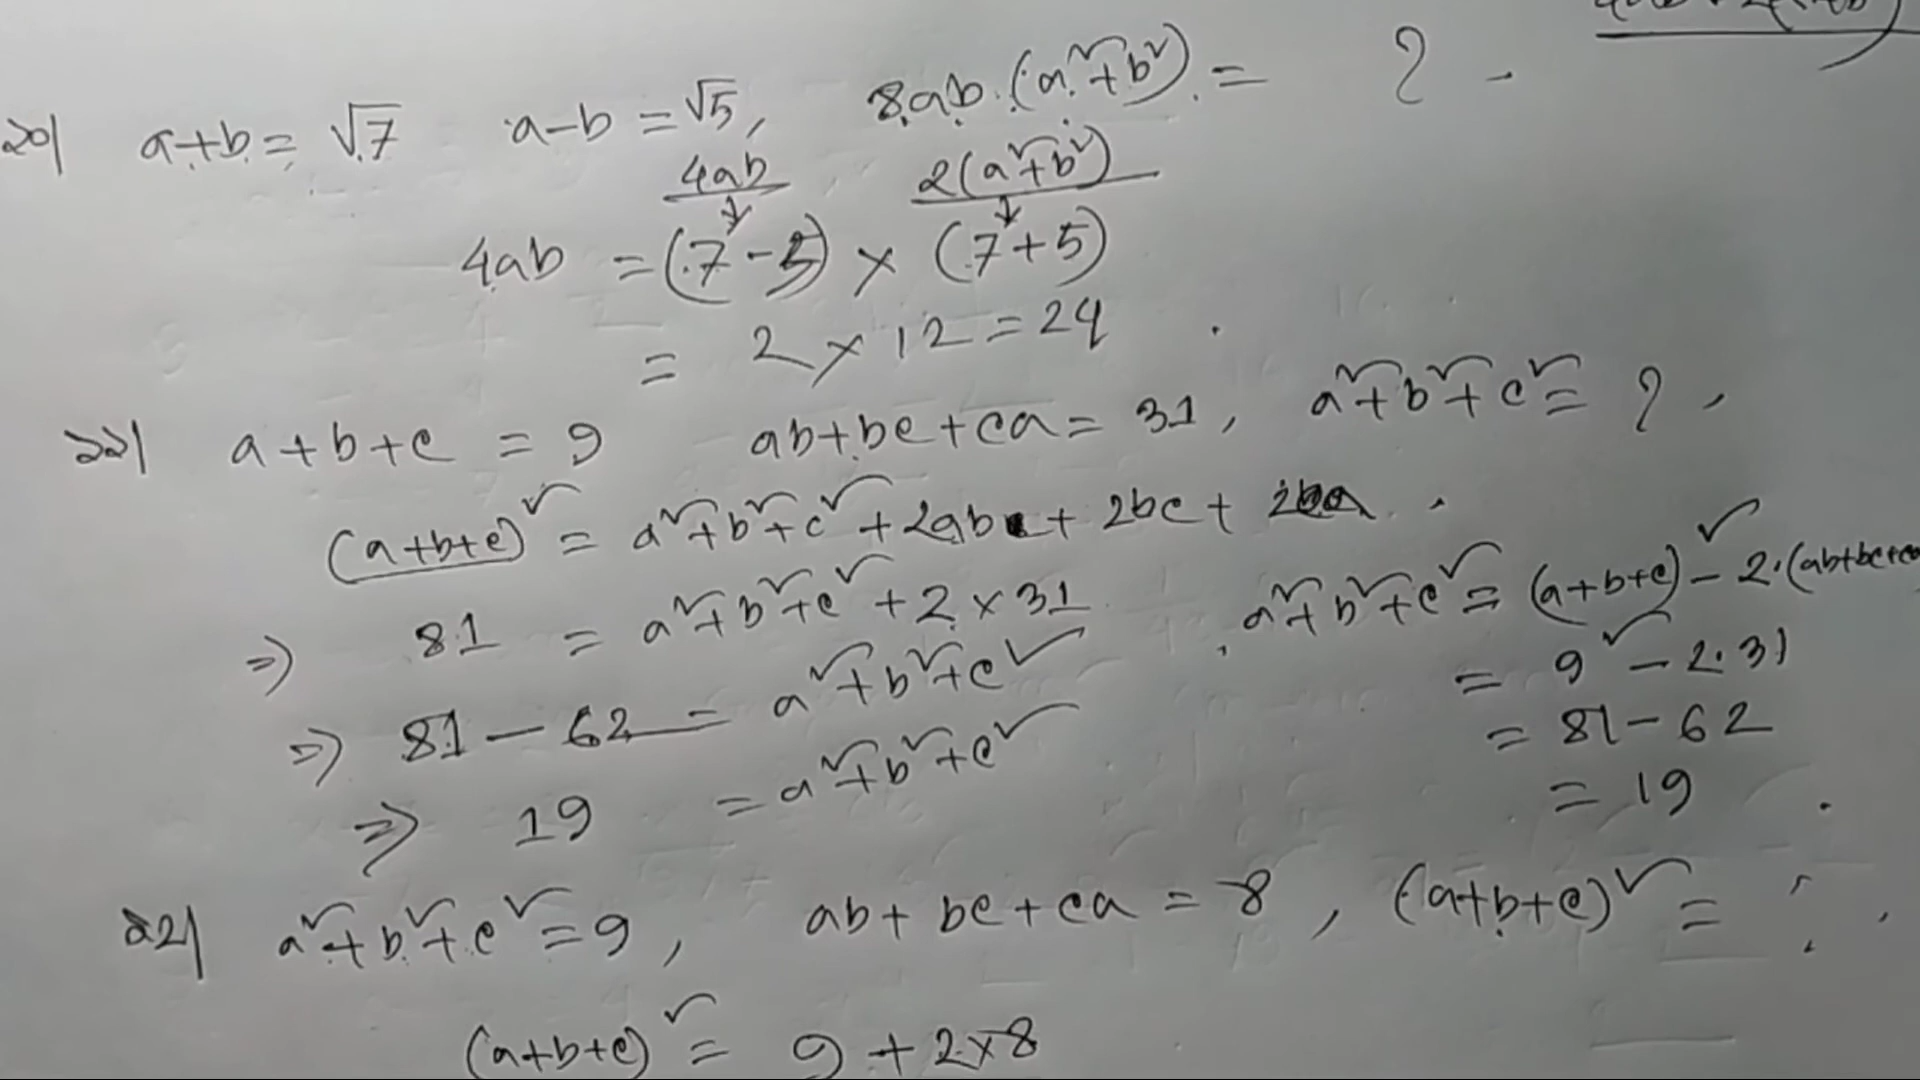 ২০। a+b = √7 a-b = √5, 8ab.(a²+b²) = ?
4ab 2(a²+b²)
4ab = (7-5) × (7+5)
= 2 × 12 = 24
২২। a+b+c = 9 ab+bc+ca = 31, a²+b²+c² = ?
(a+b+c)² = a²+b²+c² + 2ab + 2bc +
⇒ 81 = a²+b²+c² + 2×31
a²+b²+c² = (a+b+c)² - 2.(ab+bc+ca
⇒ 81 - 62 = a²+b²+c²
= 9² - 2.31
⇒ 19 = a²+b²+c²
= 81-62
= 19
a²+b²+c² = 9, ab+bc+ca = 8, (a+b+c)² = ?
(a+b+c)² = 9 + 2×8